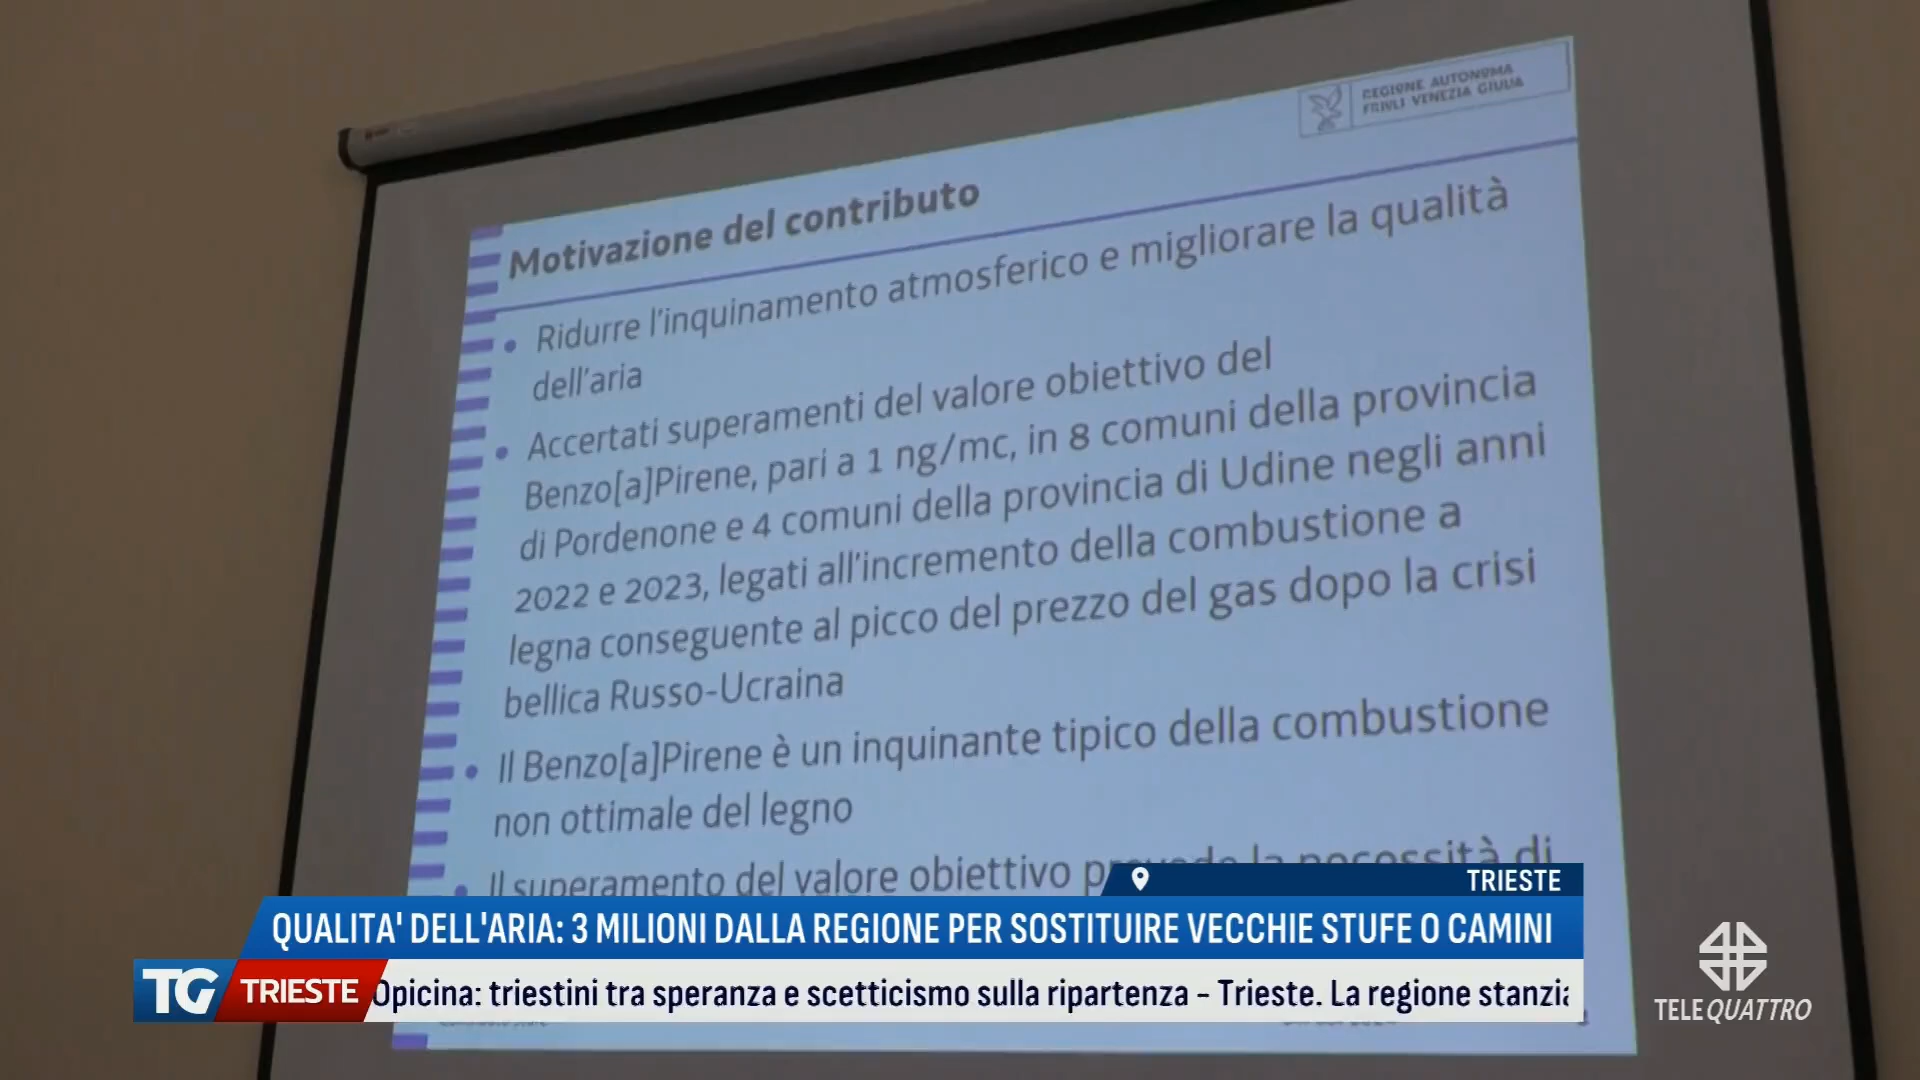 REGIONE AUTONOMA
FRIULI VENEZIA GIULIA
Motivazione del contributo
• Ridurre l'inquinamento atmosferico e migliorare la qualità
dell'aria
• Accertati superamenti del valore obiettivo del
Benzo[a]Pirene, pari a 1 ng/mc, in 8 comuni della provincia
di Pordenone e 4 comuni della provincia di Udine negli anni
2022 e 2023, legati all'incremento della combustione a
legna conseguente al picco del prezzo del gas dopo la crisi
bellica Russo-Ucraina
• Il Benzo[a]Pirene è un inquinante tipico della combustione
non ottimale del legno
• Il superamento del valore obiettivo prevede la necessità di
TRIESTE
QUALITA' DELL'ARIA: 3 MILIONI DALLA REGIONE PER SOSTITUIRE VECCHIE STUFE O CAMINI
TG TRIESTE
Opicina: triestini tra speranza e scetticismo sulla ripartenza - Trieste. La regione stanzia
TELEQUATTRO